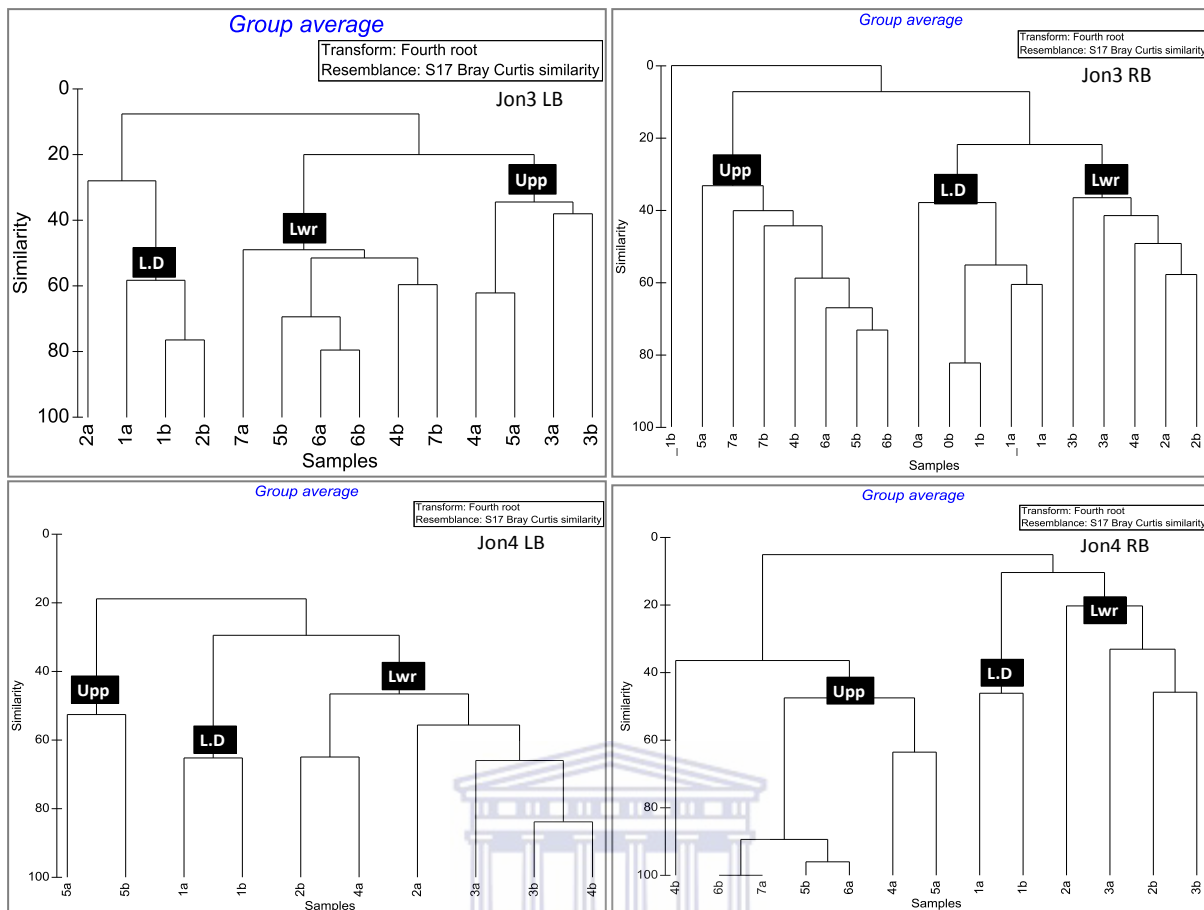 Group average
Transform: Fourth root
Resemblance: S17 Bray Curtis similarity
Jon3 LB
0
20
40
60
80
100
Similarity
L.D
Lwr
Upp
2a 1a 1b 2b 7a 5b 6a 6b 4b 7b 4a 5a 3a 3b
Samples
Group average
Transform: Fourth root
Resemblance: S17 Bray Curtis similarity
Jon3 RB
0
20
40
60
80
100
Similarity
Upp
L.D
Lwr
_1b 5a 7a 7b 4b 6a 5b 6b 0a 0b 1b _1a 1a 3b 3a 4a 2a 2b
Samples
Group average
Transform: Fourth root
Resemblance: S17 Bray Curtis similarity
Jon4 LB
0
20
40
60
80
100
Similarity
Upp
L.D
Lwr
5a 5b 1a 1b 2b 4a 2a 3a 3b 4b
Samples
Group average
Transform: Fourth root
Resemblance: S17 Bray Curtis similarity
Jon4 RB
0
20
40
60
80
100
Similarity
Upp
L.D
Lwr
4b 6b 7a 5b 6a 4a 5a 1a 1b 2a 3a 2b 3b
Samples